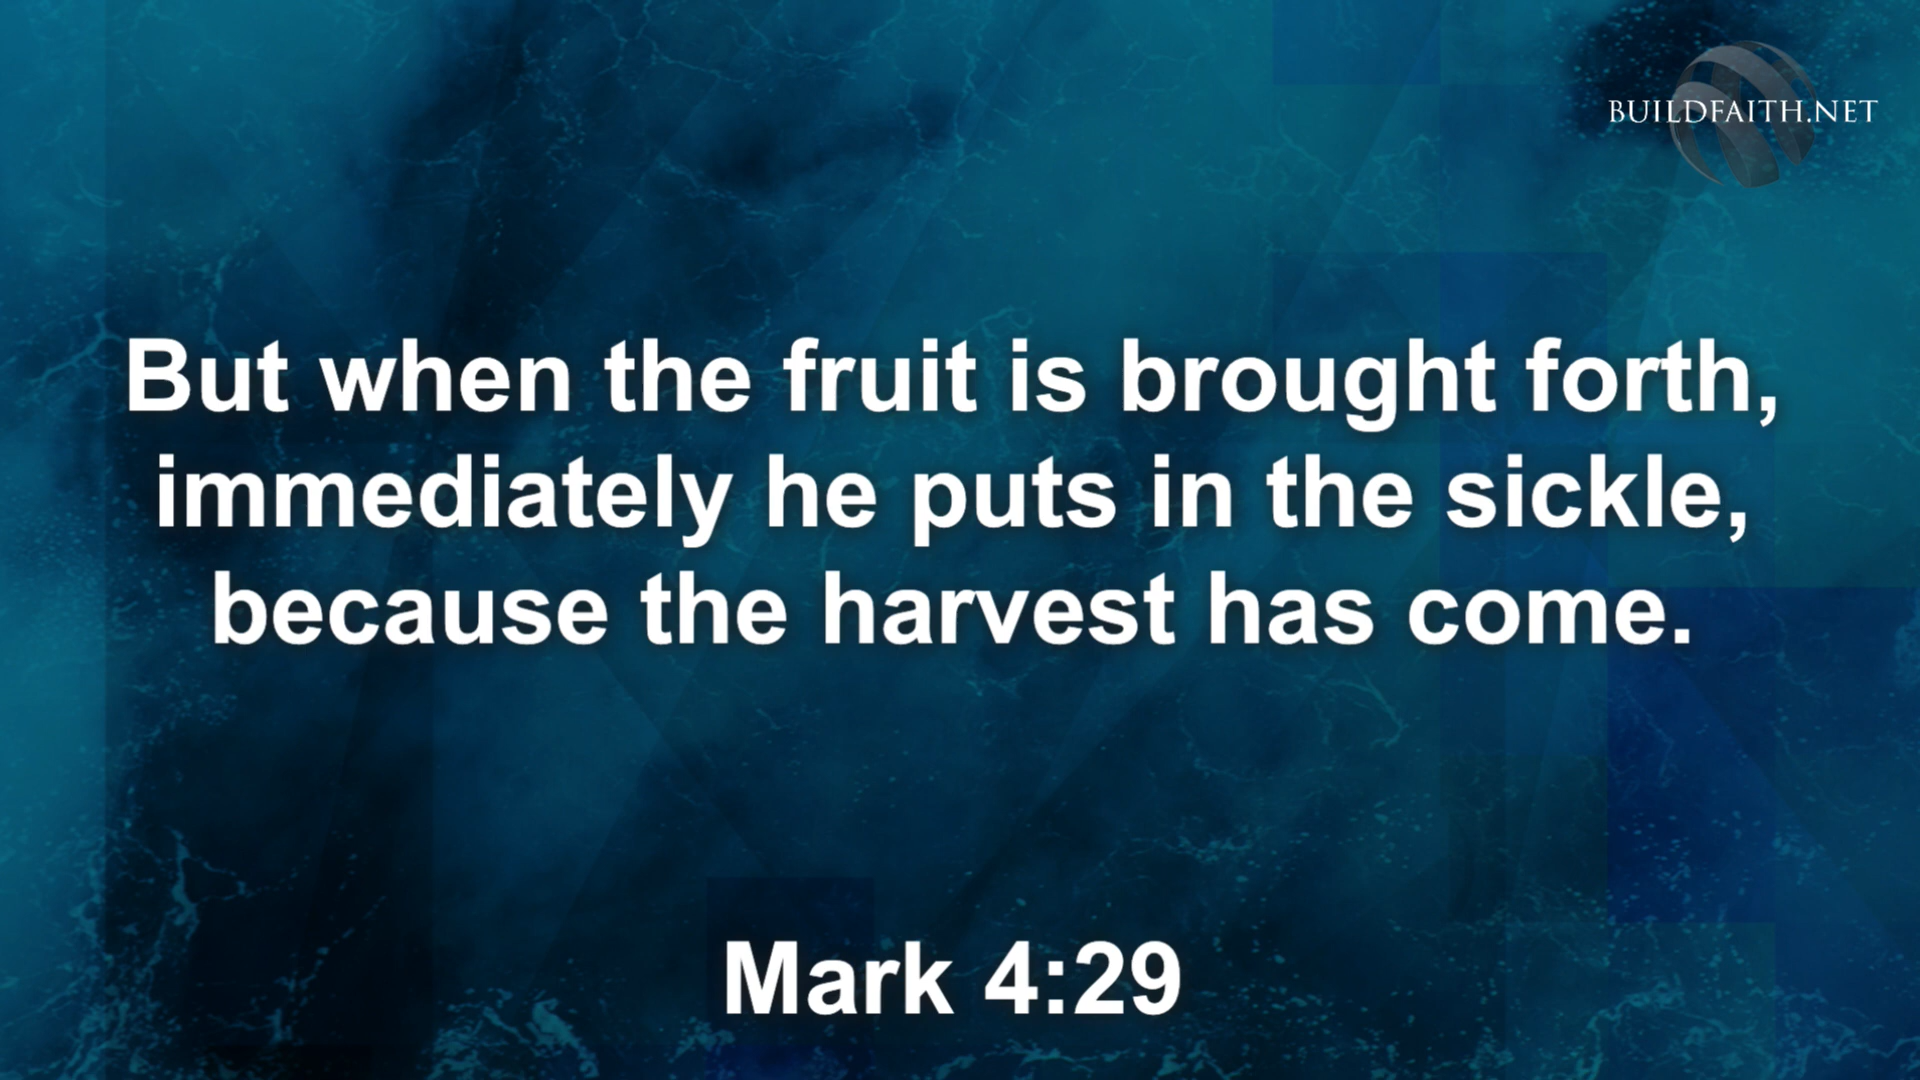 BUILDFAITH.NET
But when the fruit is brought forth,
immediately he puts in the sickle,
because the harvest has come.
Mark 4:29